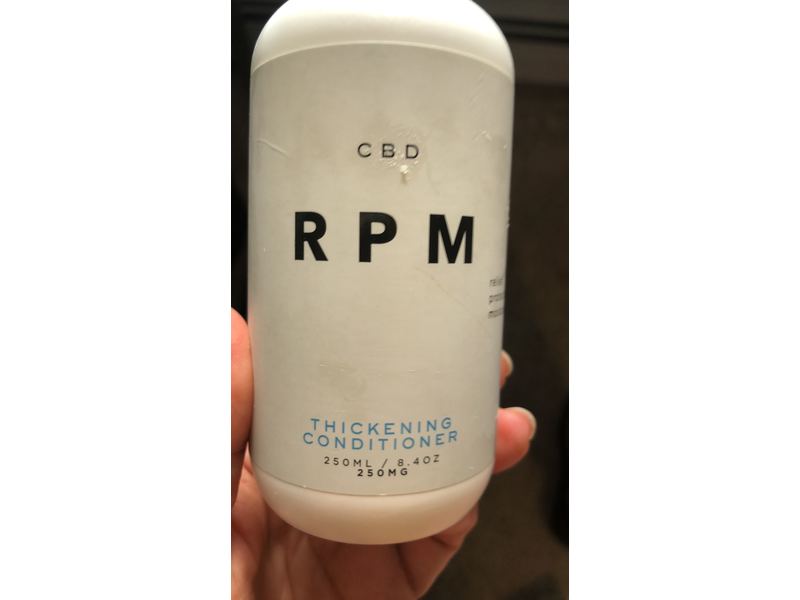 CBD
RPM
THICKENING
CONDITIONER
250ML / 8.4OZ
250MG